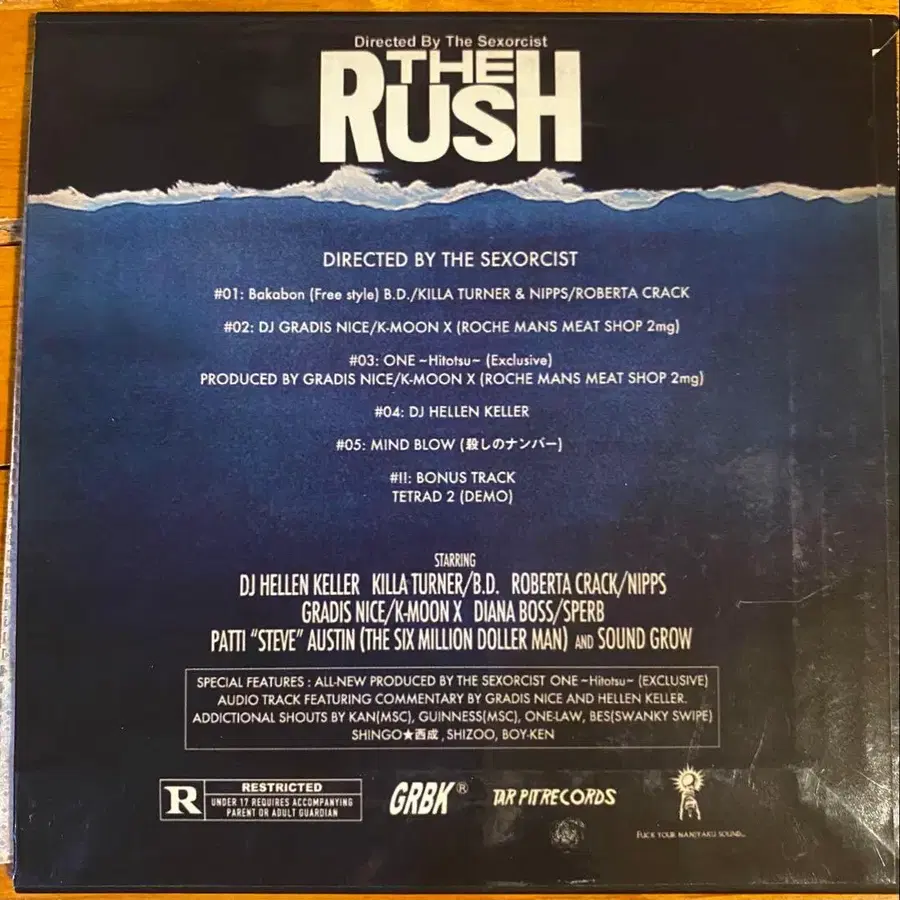 Directed By The Sexorcist
THE
RUSH
DIRECTED BY THE SEXORCIST
#01: Bakabon (Free style) B.D./KILLA TURNER & NIPPS/ROBERTA CRACK
#02: DJ GRADIS NICE/K-MOON X (ROCHE MANS MEAT SHOP 2mg)
#03: ONE ~Hitotsu~ (Exclusive)
PRODUCED BY GRADIS NICE/K-MOON X (ROCHE MANS MEAT SHOP 2mg)
#04: DJ HELLEN KELLER
#05: MIND BLOW (殺しのナンバー)
#!!: BONUS TRACK
TETRAD 2 (DEMO)
STARRING
DJ HELLEN KELLER KILLA TURNER/B.D. ROBERTA CRACK/NIPPS
GRADIS NICE/K-MOON X DIANA BOSS/SPERB
PATTI "STEVE" AUSTIN (THE SIX MILLION DOLLER MAN) AND SOUND GROW
SPECIAL FEATURES : ALL-NEW PRODUCED BY THE SEXORCIST ONE ~Hitotsu~ (EXCLUSIVE)
AUDIO TRACK FEATURING COMMENTARY BY GRADIS NICE AND HELLEN KELLER.
ADDICTIONAL SHOUTS BY KAN(MSC), GUINNESS(MSC), ONE-LAW, BES(SWANKY SWIPE)
SHINGO★西成, SHIZOO, BOY-KEN
R RESTRICTED
UNDER 17 REQUIRES ACCOMPANYING
PARENT OR ADULT GUARDIAN
GRBK®
TAR PIT RECORDS
FUCK YOUR NANIYAKU SOUND...